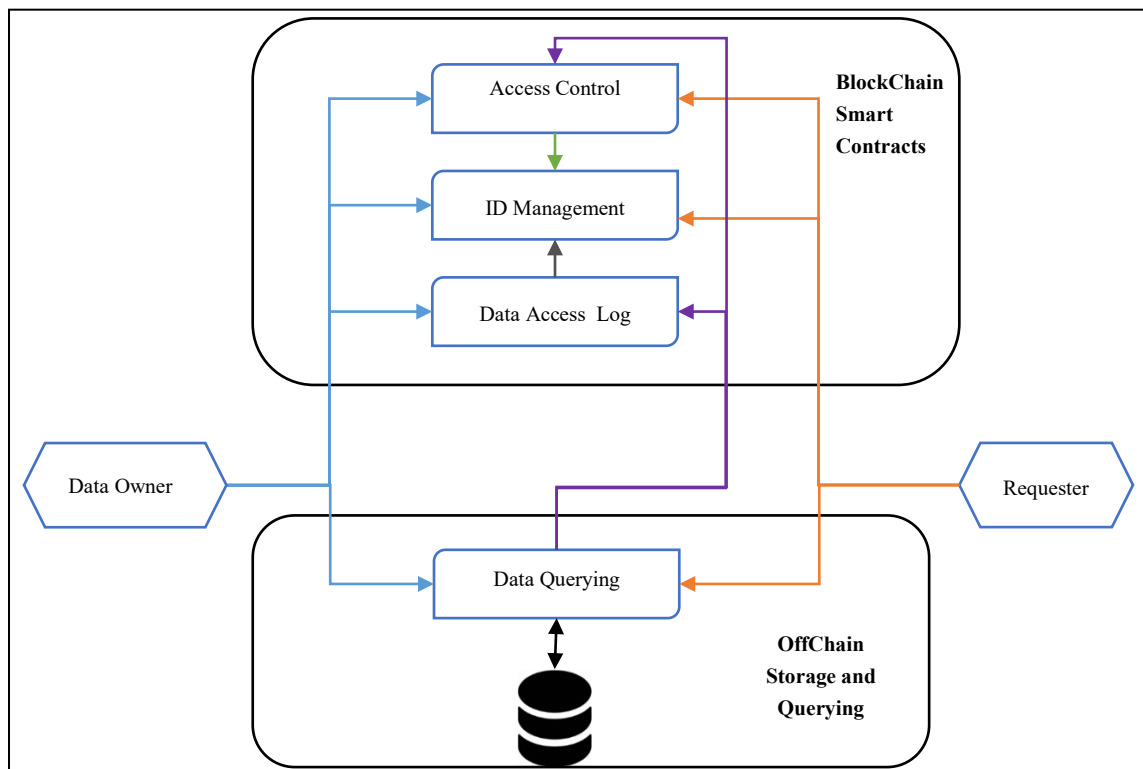 Access Control
BlockChain
Smart
Contracts
ID Management
Data Access  Log
Data Owner
Requester
Data Querying
OffChain
Storage and
Querying